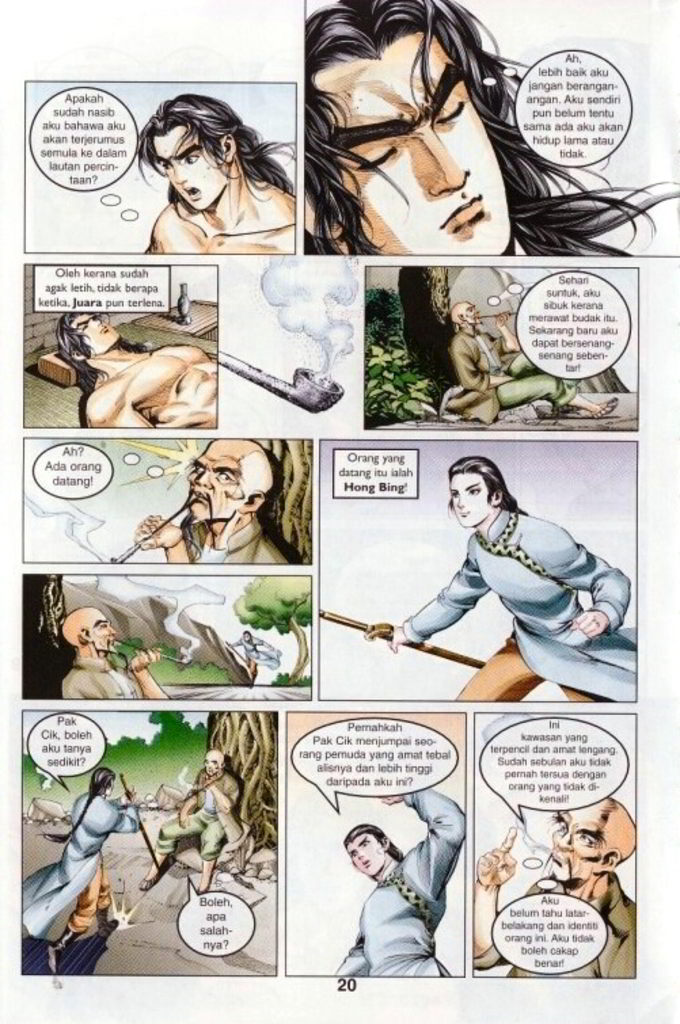 Apakah
sudah nasib
aku bahawa aku
akan terjerumus
semula ke dalam
lautan percin-
taan?
Ah,
lebih baik aku
jangan berangan-
angan. Aku sendiri
pun belum tentu
sama ada aku akan
hidup lama atau
tidak.
Oleh kerana sudah
agak letih, tidak berapa
ketika, Juara pun terlena.
Sehari
suntuk, aku
sibuk kerana
merawat budak itu.
Sekarang baru aku
dapat bersenang-
senang seben-
tar!
Ah?
Ada orang
datang!
Orang yang
datang itu ialah
Hong Bing!
Pak
Cik, boleh
aku tanya
sedikit?
Boleh,
apa
salah-
nya?
Pernahkah
Pak Cik menjumpai seo-
rang pemuda yang amat tebal
alisnya dan lebih tinggi
daripada aku ini?
Ini
kawasan yang
terpencil dan amat lengang.
Sudah sebulan aku tidak
pernah tersua dengan
orang yang tidak di-
kenali!
Aku
belum tahu latar-
belakang dan identiti
orang ini. Aku tidak
boleh cakap
benar!
20